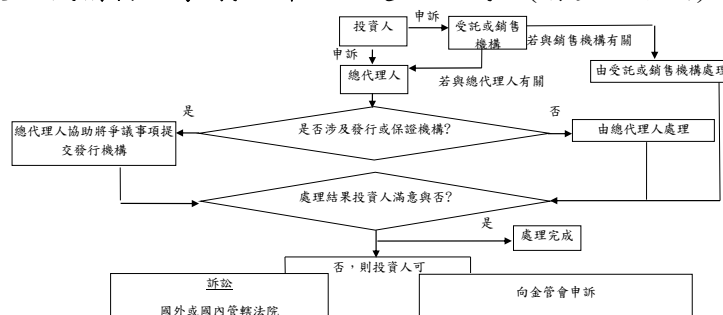 投資人
申訴
受託或銷售
機構
若與銷售機構有關
申訴
總代理人
若與總代理人有關
由受託或銷售機構處理
是
否
總代理人協助將爭議事項提
交發行機構
是否涉及發行或保證機構?
由總代理人處理
處理結果投資人滿意與否?
是
處理完成
否，則投資人可
訴訟
國外或國內管轄法院
向金管會申訴